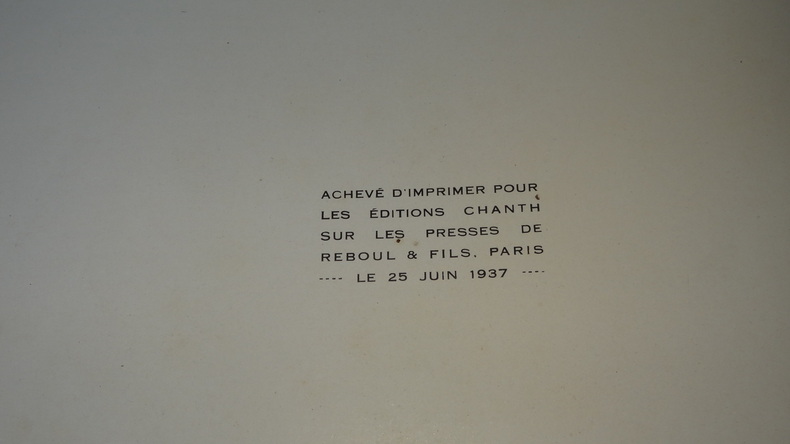 ACHEVÉ D'IMPRIMER POUR
LES ÉDITIONS CHANTH
SUR LES PRESSES DE
REBOUL & FILS. PARIS
---- LE 25 JUIN 1937 ----